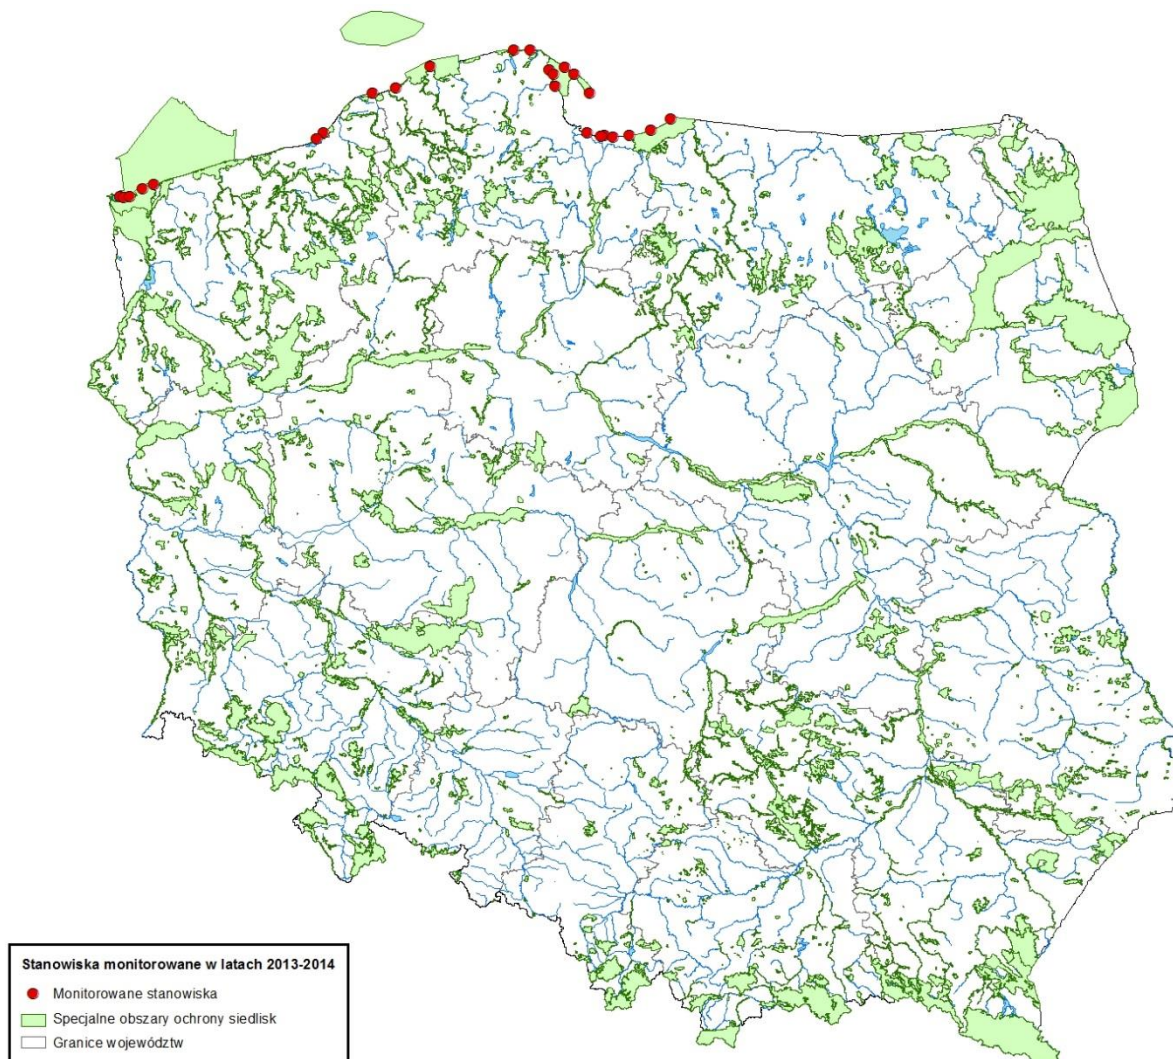 Stanowiska monitorowane w latach 2013-2014
Monitorowane stanowiska
Specjalne obszary ochrony siedlisk
Granice województw